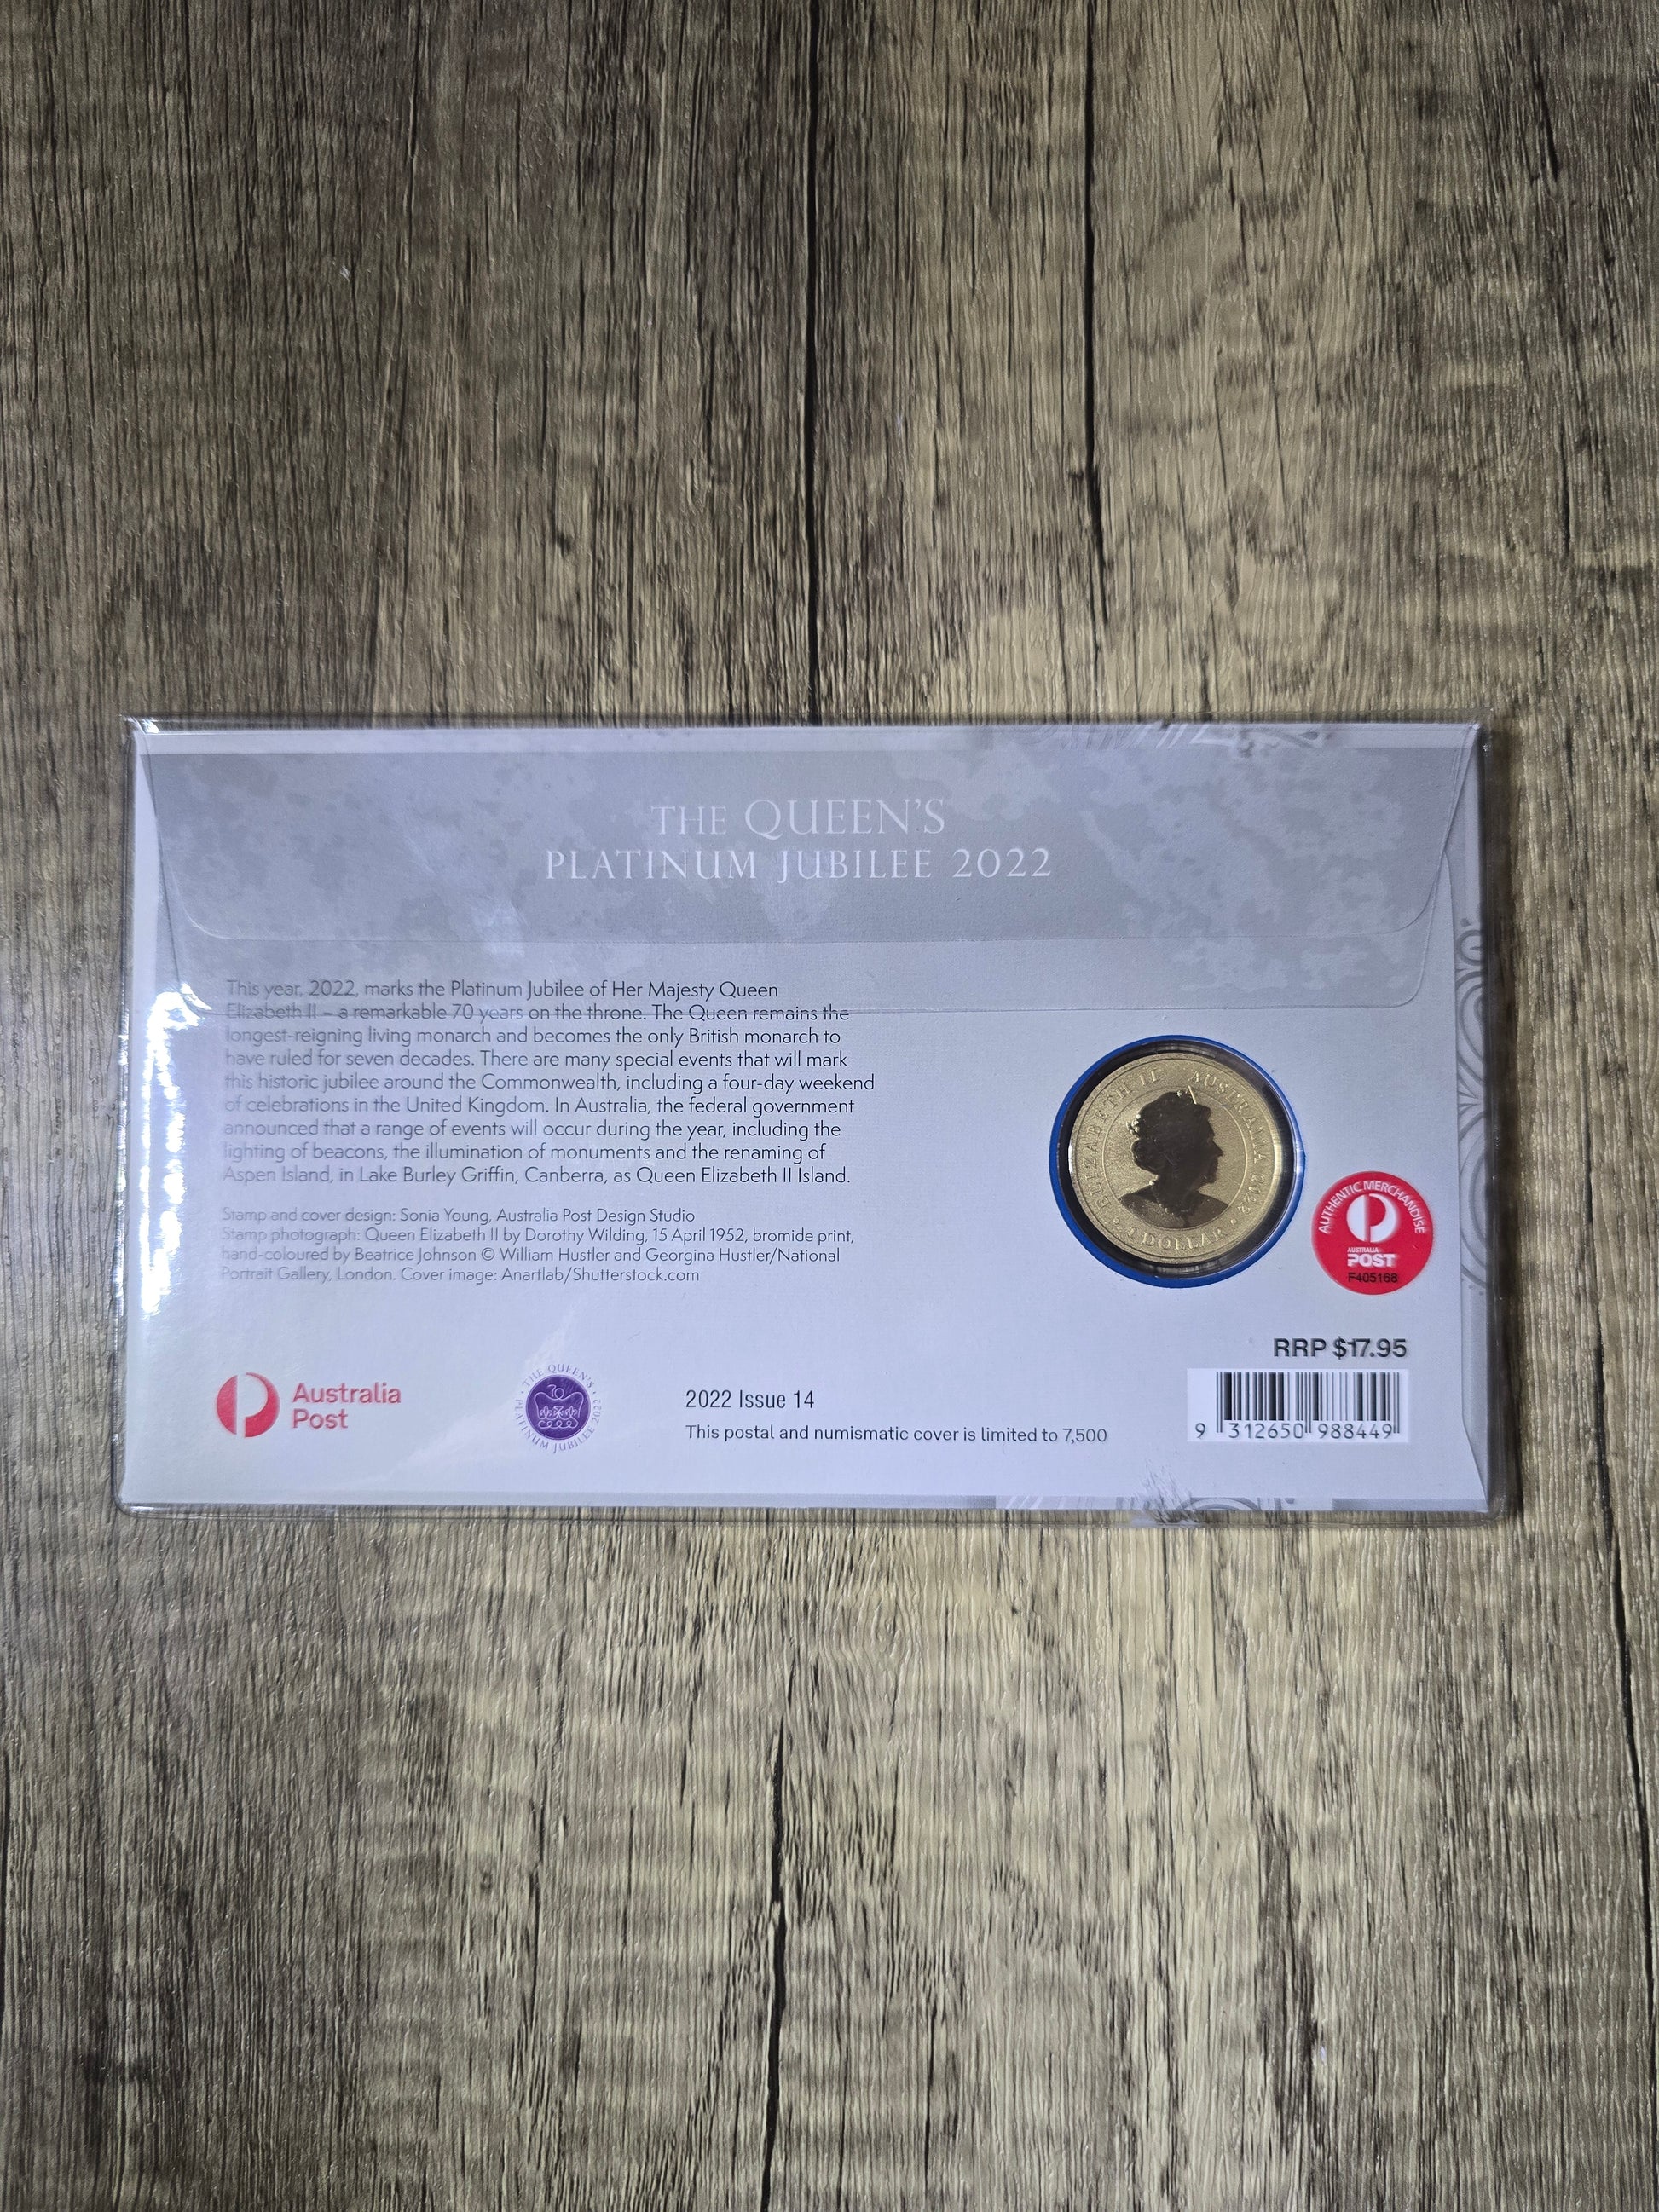 THE QUEEN'S
PLATINUM JUBILEE 2022
This year, 2022, marks the Platinum Jubilee of Her Majesty Queen
Elizabeth II – a remarkable 70 years on the throne. The Queen remains the
longest-reigning living monarch and becomes the only British monarch to
have ruled for seven decades. There are many special events that will mark
this historic jubilee around the Commonwealth, including a four-day weekend
of celebrations in the United Kingdom. In Australia, the federal government
announced that a range of events will occur during the year, including the
lighting of beacons, the illumination of monuments and the renaming of
Aspen Island, in Lake Burley Griffin, Canberra, as Queen Elizabeth II Island.
Stamp and cover design: Sonia Young, Australia Post Design Studio
Stamp photograph: Queen Elizabeth II by Dorothy Wilding, 15 April 1952, bromide print,
hand-coloured by Beatrice Johnson © William Hustler and Georgina Hustler/National
Portrait Gallery, London. Cover image: Anartlab/Shutterstock.com
ELIZABETH II AUSTRALIA 2022
1 DOLLAR
AUTHENTIC MERCHANDISE
AUSTRALIA
POST
F405168
RRP $17.95
9 312650 988449
Australia
Post
THE QUEEN'S
70
PLATINUM JUBILEE 2022
2022 Issue 14
This postal and numismatic cover is limited to 7,500